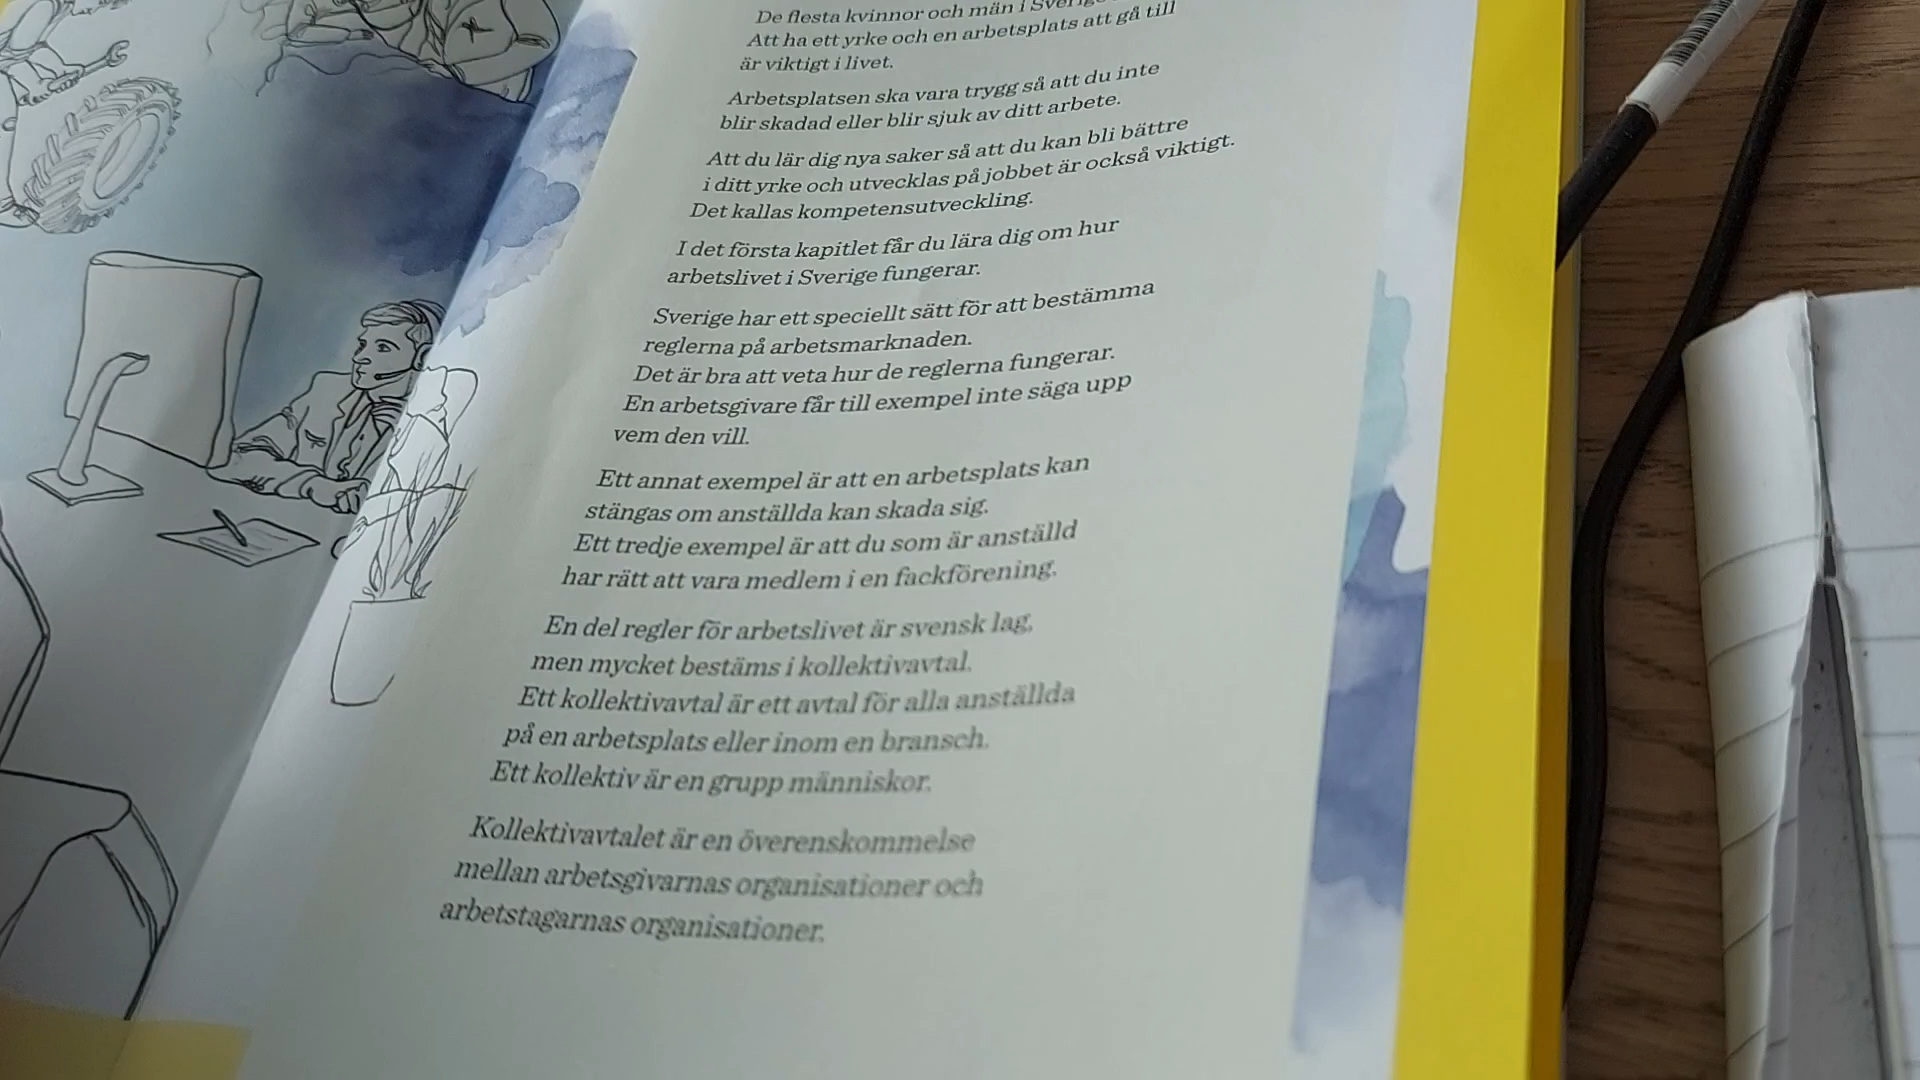 De flesta kvinnor och män i
Att ha ett yrke och en arbetsplats att gå till
är viktigt i livet.
Arbetsplatsen ska vara trygg så att du inte
blir skadad eller blir sjuk av ditt arbete.
Att du lär dig nya saker så att du kan bli bättre
i ditt yrke och utvecklas på jobbet är också viktigt.
Det kallas kompetensutveckling.
I det första kapitlet får du lära dig om hur
arbetslivet i Sverige fungerar.
Sverige har ett speciellt sätt för att bestämma
reglerna på arbetsmarknaden.
Det är bra att veta hur de reglerna fungerar.
En arbetsgivare får till exempel inte säga upp
vem den vill.
Ett annat exempel är att en arbetsplats kan
stängas om anställda kan skada sig.
Ett tredje exempel är att du som är anställd
har rätt att vara medlem i en fackförening.
En del regler för arbetslivet är svensk lag,
men mycket bestäms i kollektivavtal.
Ett kollektivavtal är ett avtal för alla anställda
på en arbetsplats eller inom en bransch.
Ett kollektiv är en grupp människor.
Kollektivavtalet är en överenskommelse
mellan arbetsgivarnas organisationer och
arbetstagarnas organisationer.